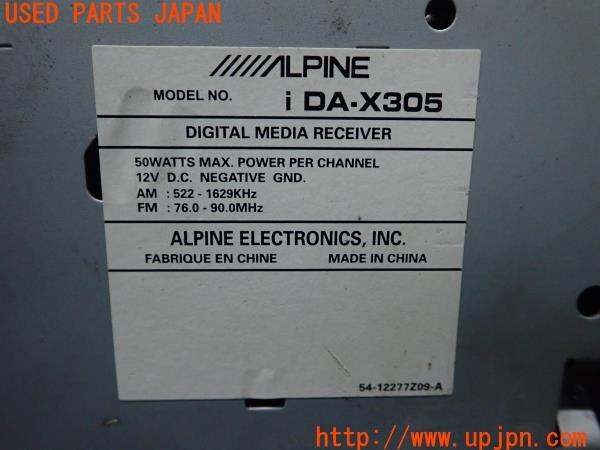 USED PARTS JAPAN
/////ALPINE
MODEL NO. i DA-X305
DIGITAL MEDIA RECEIVER
50WATTS MAX. POWER PER CHANNEL
12V D.C. NEGATIVE GND.
AM : 522 - 1629KHz
FM : 76.0 - 90.0MHz
ALPINE ELECTRONICS, INC.
FABRIQUE EN CHINE MADE IN CHINA
54-12277Z09-A
http://www.upjpn.com/